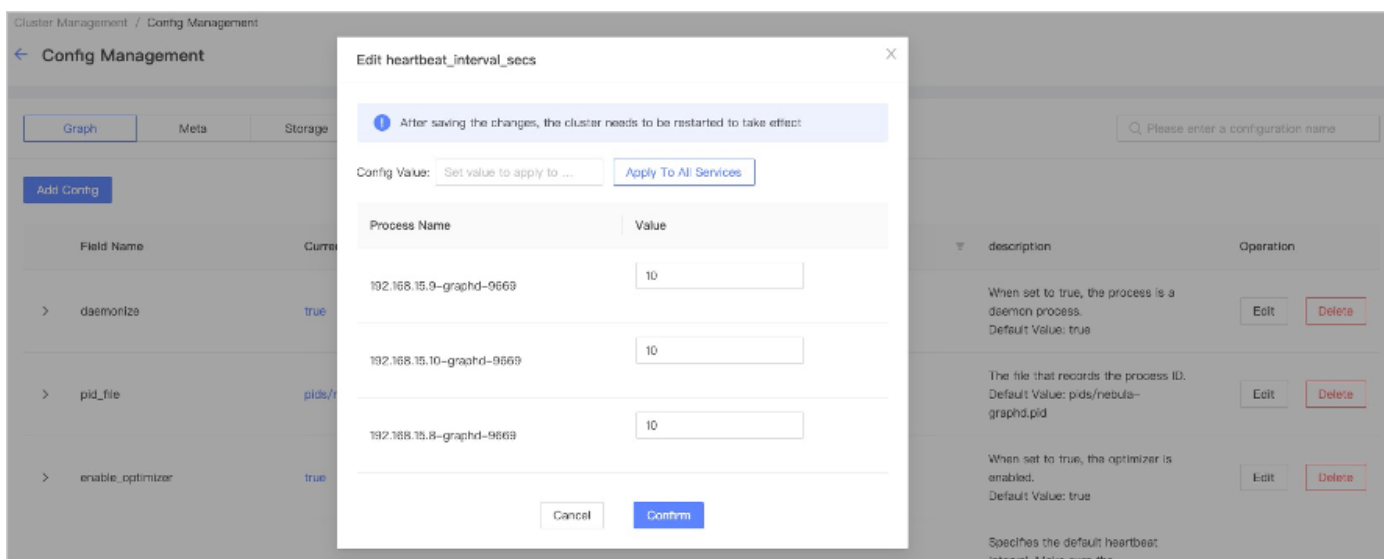 Cluster Management / Config Management
← Config Management
Edit heartbeat_interval_secs
After saving the changes, the cluster needs to be restarted to take effect
Graph Meta Storage
Please enter a configuration name
Config Value: Set value to apply to ... Apply To All Services
Add Config
Process Name Value
Field Name Curre description Operation
192.168.15.9-graphd-9669 10
daemonize true
When set to true, the process is a
daemon process.
Default Value: true
Edit Delete
192.168.15.10-graphd-9669 10
pid_file pids/r
The file that records the process ID.
Default Value: pids/nebula-
graphd.pid
Edit Delete
192.168.15.8-graphd-9669 10
enable_optimizer true
When set to true, the optimizer is
enabled.
Default Value: true
Edit Delete
Cancel Confirm
Specifies the default heartbeat